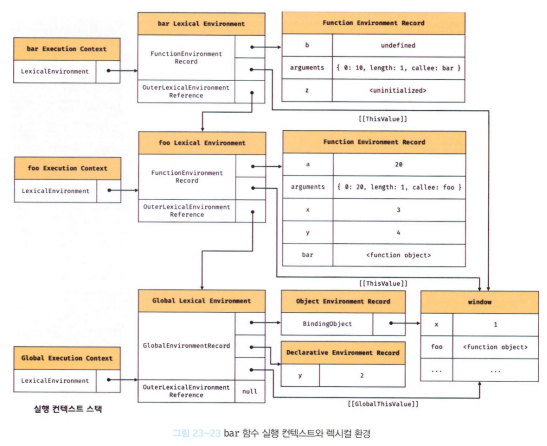 bar Lexical Environment
Function Environment Record
bar Execution Context
LexicalEnvironment
FunctionEnvironment
Record
OuterLexicalEnvironment
Reference
b undefined
arguments { 0: 10, length: 1, callee: bar }
z <uninitialized>
[[ThisValue]]
foo Lexical Environment
Function Environment Record
foo Execution Context
LexicalEnvironment
FunctionEnvironment
Record
OuterLexicalEnvironment
Reference
a 20
arguments { 0: 20, length: 1, callee: foo }
x 3
y 4
bar <function object>
[[ThisValue]]
Global Lexical Environment
Object Environment Record
window
BindingObject
x 1
foo <function object>
... ...
GlobalEnvironmentRecord
Declarative Environment Record
y 2
Global Execution Context
LexicalEnvironment
OuterLexicalEnvironment
Reference
null
[[GlobalThisValue]]
실행 컨텍스트 스택
그림 23-23 bar 함수 실행 컨텍스트와 렉시컬 환경